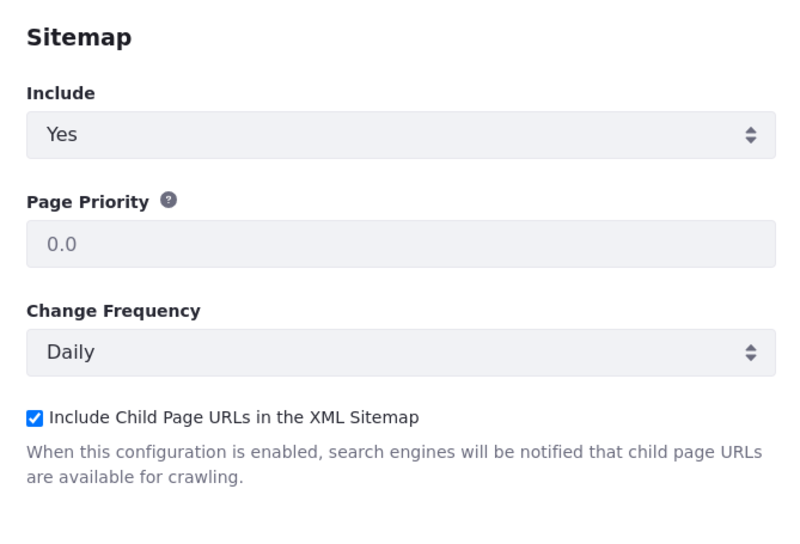 Sitemap
Include
Yes
Page Priority ?
0.0
Change Frequency
Daily
Include Child Page URLs in the XML Sitemap
When this configuration is enabled, search engines will be notified that child page URLs
are available for crawling.